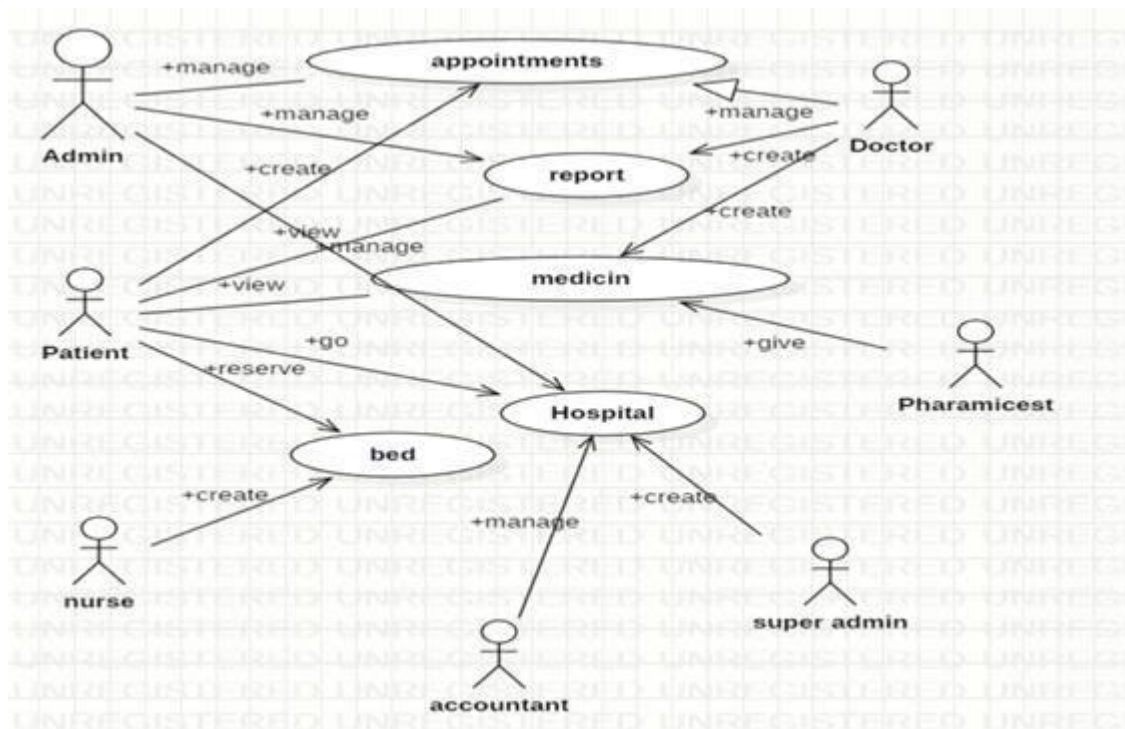 UNREGISTERED
appointments
+manage
+manage
+manage
Doctor
Admin
+create
+create
report
+create
+view
+manage
medicin
+view
+go
+give
Patient
+reserve
Pharamicest
Hospital
bed
+create
+create
+manage
nurse
super admin
accountant